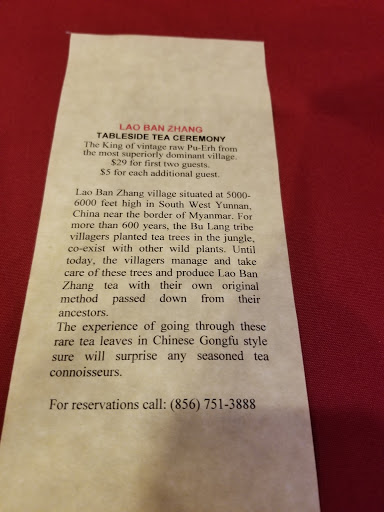 LAO BAN ZHANG
TABLESIDE TEA CEREMONY
The King of vintage raw Pu-Erh from
the most superiorly dominant village.
$29 for first two guests.
$5 for each additional guest.
Lao Ban Zhang village situated at 5000-
6000 feet high in South West Yunnan,
China near the border of Myanmar. For
more than 600 years, the Bu Lang tribe
villagers planted tea trees in the jungle,
co-exist with other wild plants. Until
today, the villagers manage and take
care of these trees and produce Lao Ban
Zhang tea with their own original
method passed down from their
ancestors.
The experience of going through these
rare tea leaves in Chinese Gongfu style
sure will surprise any seasoned tea
connoisseurs.
For reservations call: (856) 751-3888